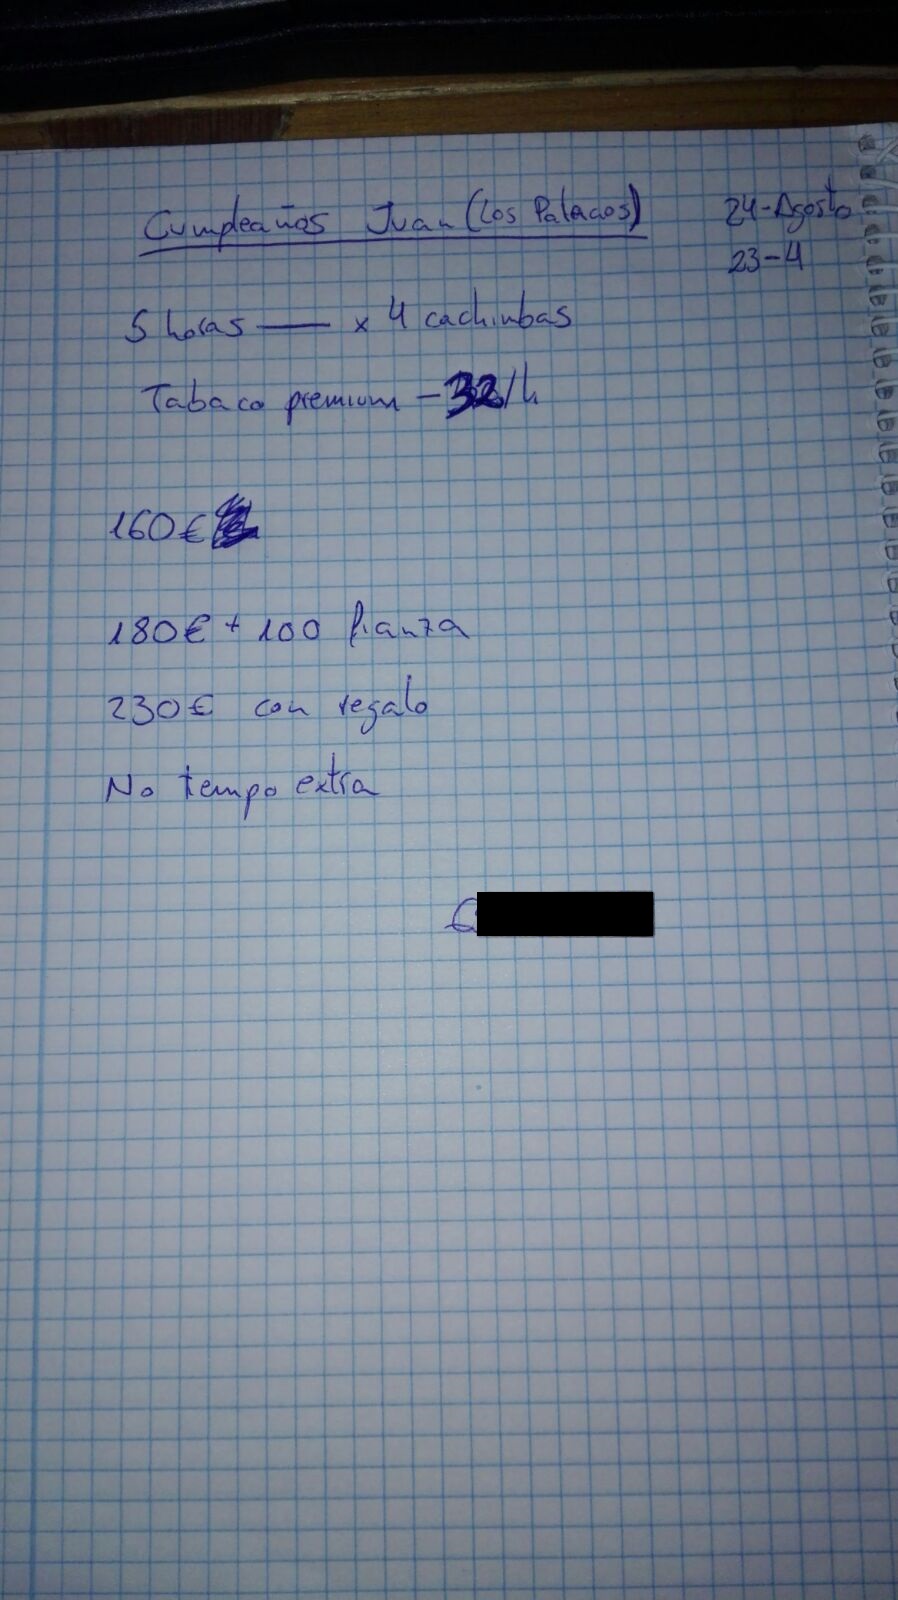 Cumpleaños Juan (Los Palacios)
24-Agosto
23-4
5 horas — x 4 cachimbas
Tabaco premium - 32/h
160€
180€ + 100 fianza
230€ con regalo
No tempo extra